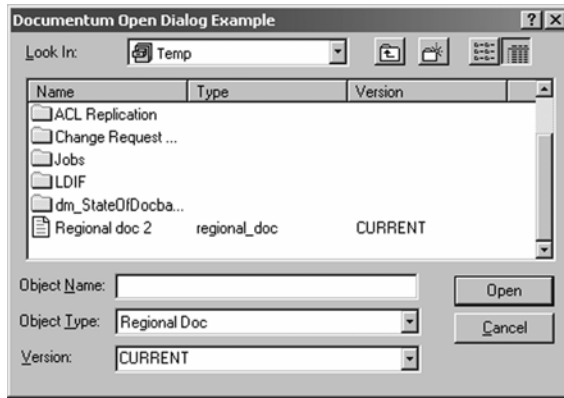 Documentum Open Dialog Example
Look In: Temp
Name Type Version
ACL Replication
Change Request ...
Jobs
LDIF
dm_StateOfDocba...
Regional doc 2 regional_doc CURRENT
Object Name: Open
Object Type: Regional Doc Cancel
Version: CURRENT